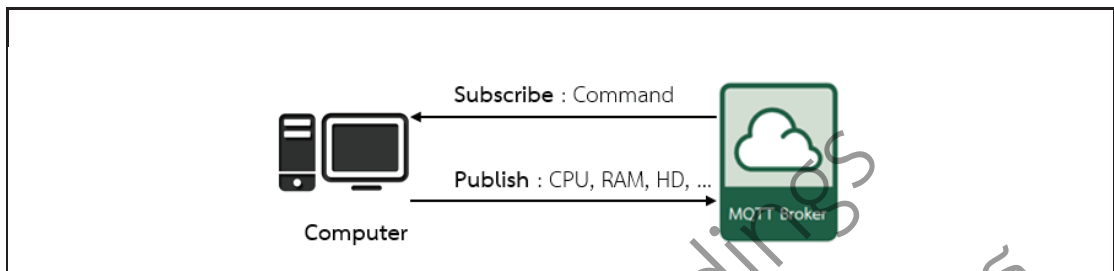 Subscribe : Command
Publish : CPU, RAM, HD, ...
MQTT Broker
Computer